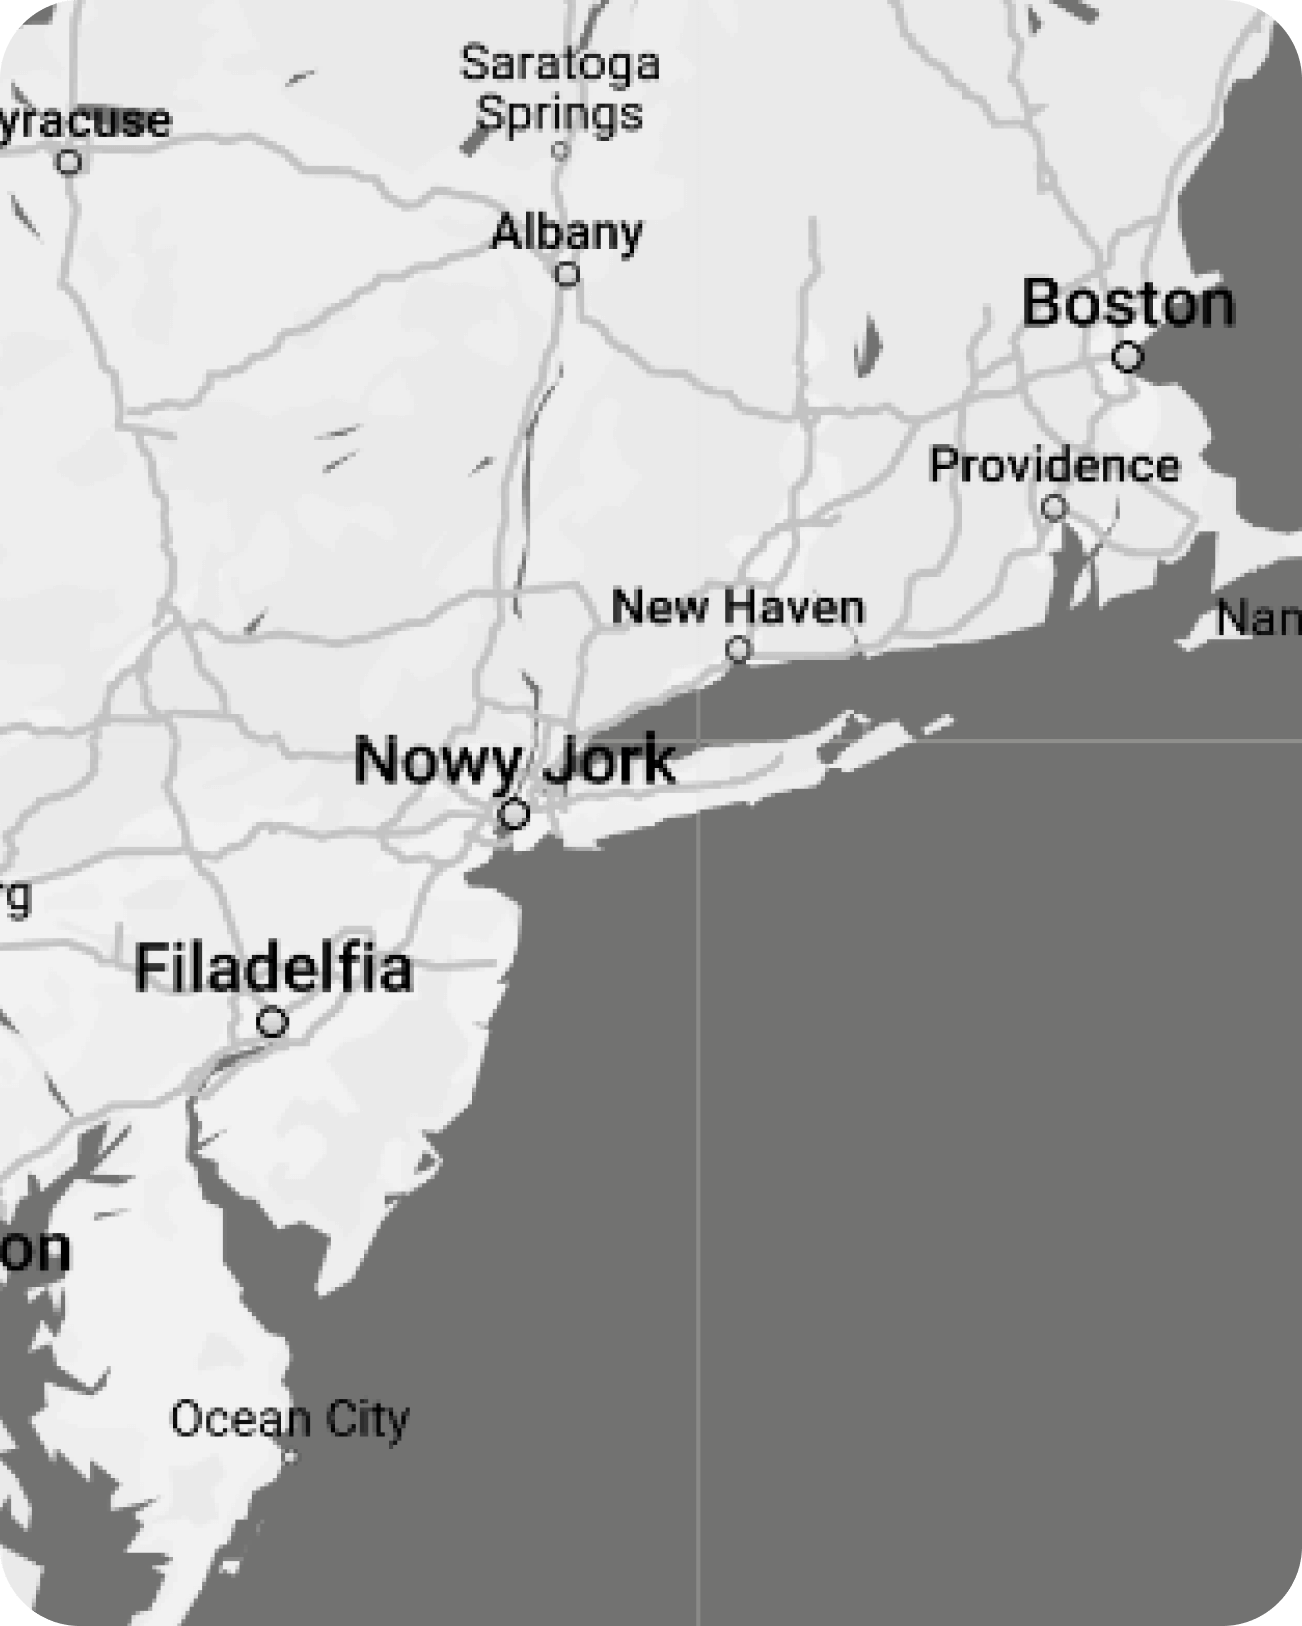 Saratoga
Springs
yracuse
Albany
Boston
Providence
New Haven
Nan
Nowy Jork
rg
Filadelfia
on
Ocean City